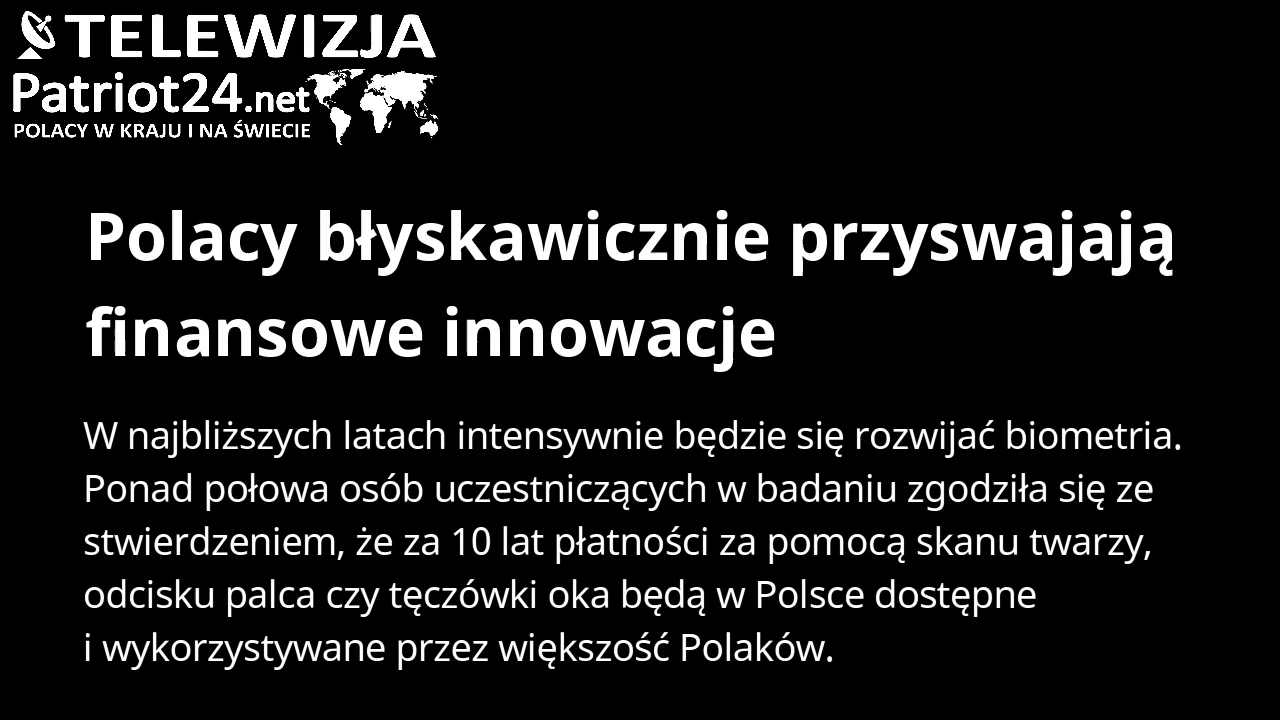 TELEWIZJA
Patriot24.net
POLACY W KRAJU I NA ŚWIECIE
Polacy błyskawicznie przyswajają
finansowe innowacje
W najbliższych latach intensywnie będzie się rozwijać biometria.
Ponad połowa osób uczestniczących w badaniu zgodziła się ze
stwierdzeniem, że za 10 lat płatności za pomocą skanu twarzy,
odcisku palca czy tęczówki oka będą w Polsce dostępne
i wykorzystywane przez większość Polaków.